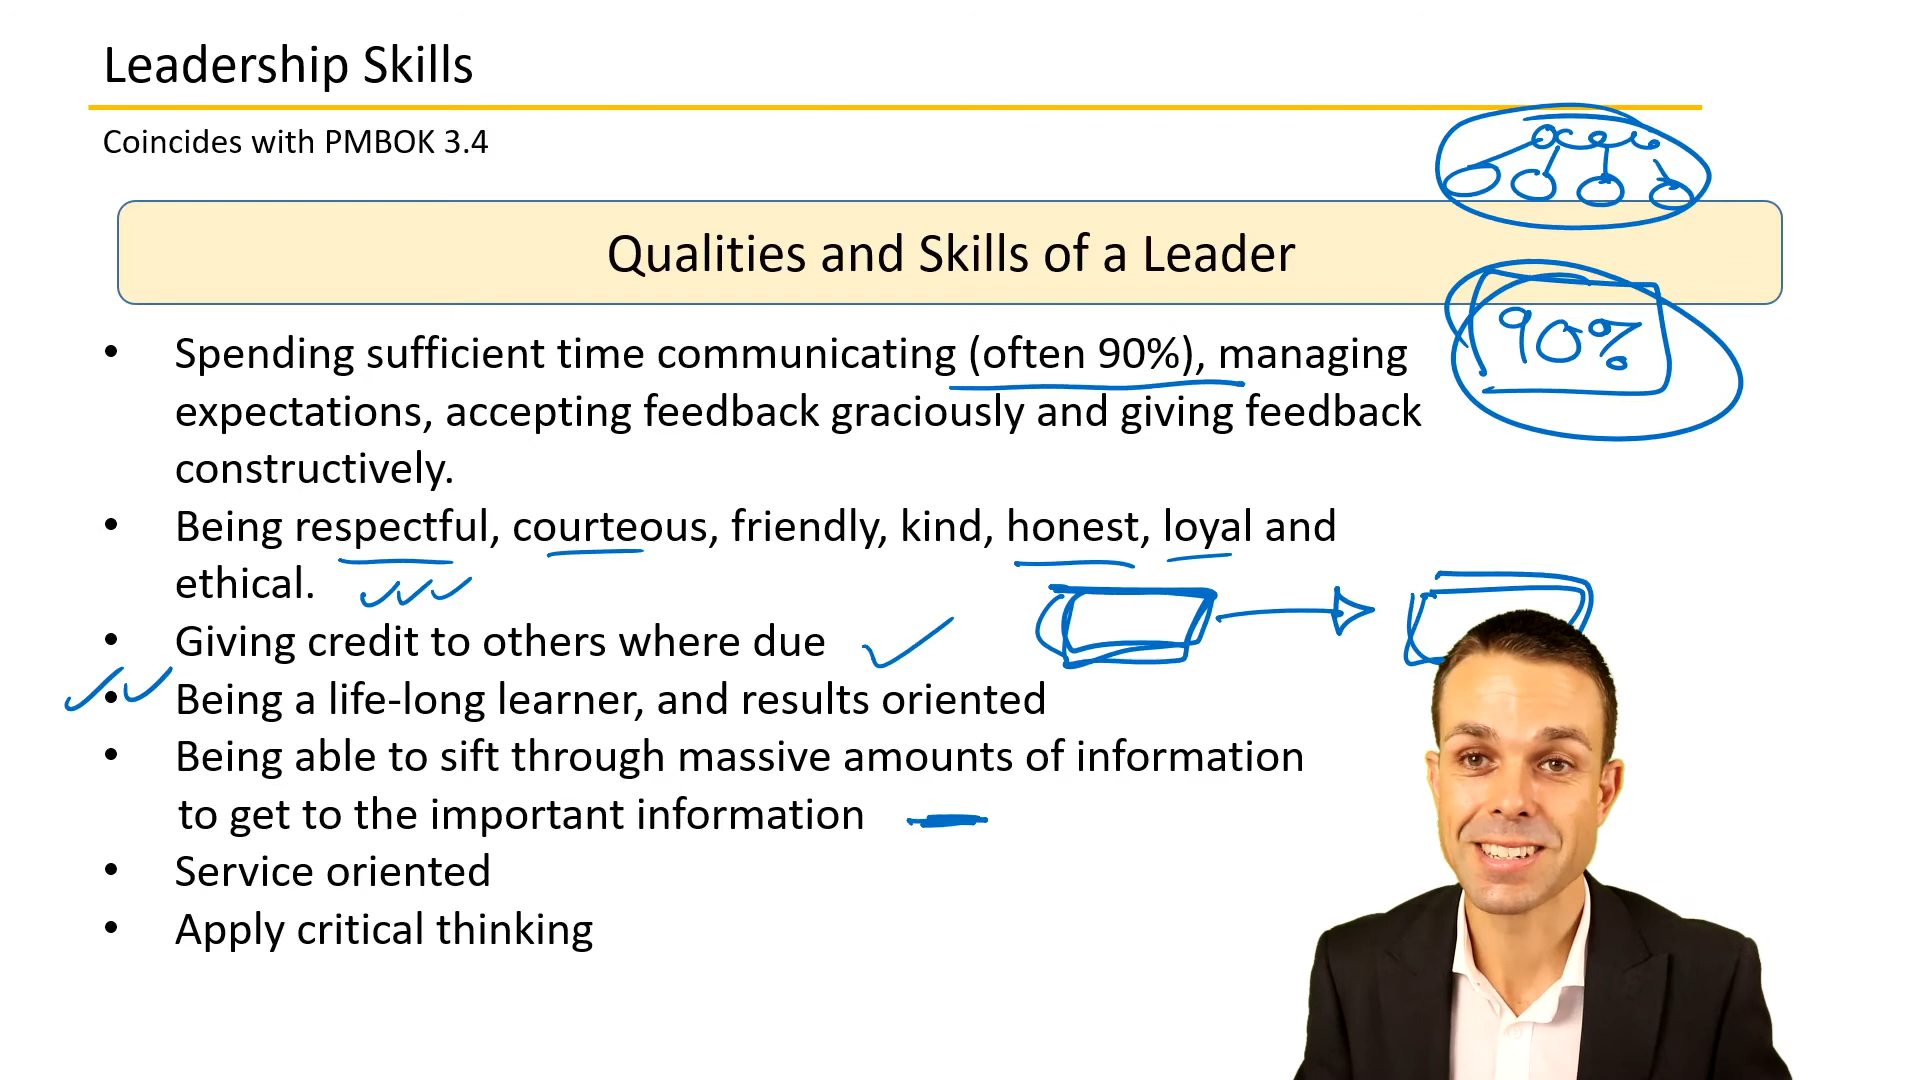 Leadership Skills
Coincides with PMBOK 3.4
Qualities and Skills of a Leader
• Spending sufficient time communicating (often 90%), managing
expectations, accepting feedback graciously and giving feedback
constructively.
90%
• Being respectful, courteous, friendly, kind, honest, loyal and
ethical.
• Giving credit to others where due
• Being a life-long learner, and results oriented
• Being able to sift through massive amounts of information
to get to the important information
• Service oriented
• Apply critical thinking